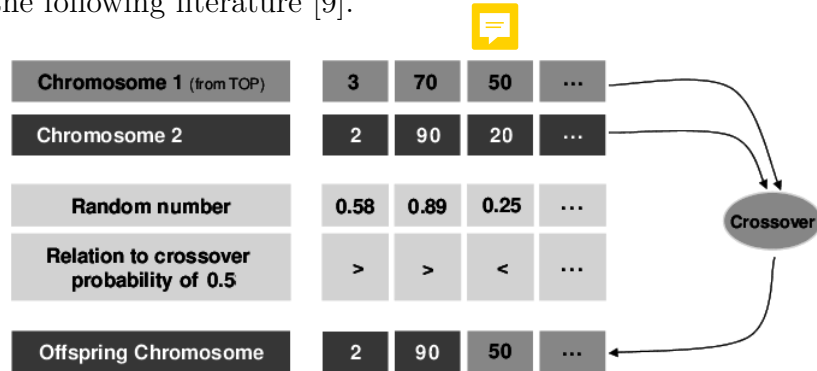 the following literature [9].
Chromosome 1 (from TOP) 3 70 50 ...
Chromosome 2 2 90 20 ...
Random number 0.58 0.89 0.25 ...
Relation to crossover
probability of 0.5 > > < ...
Crossover
Offspring Chromosome 2 90 50 ...